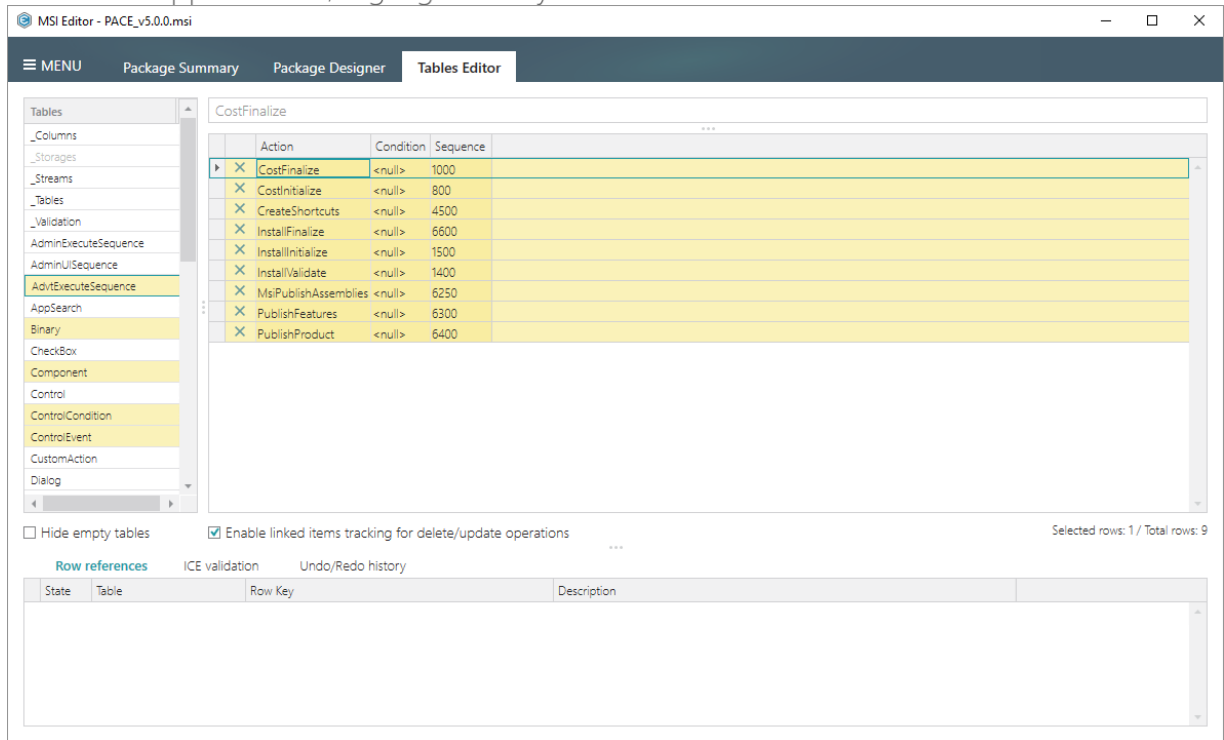 MSI Editor - PACE_v5.0.0.msi
≡ MENU Package Summary Package Designer Tables Editor
Tables
_Columns
_Storages
_Streams
_Tables
_Validation
AdminExecuteSequence
AdminUISequence
AdvtExecuteSequence
AppSearch
Binary
CheckBox
Component
Control
ControlCondition
ControlEvent
CustomAction
Dialog
CostFinalize
Action Condition Sequence
CostFinalize <null> 1000
CostInitialize <null> 800
CreateShortcuts <null> 4500
InstallFinalize <null> 6600
InstallInitialize <null> 1500
InstallValidate <null> 1400
MsiPublishAssemblies <null> 6250
PublishFeatures <null> 6300
PublishProduct <null> 6400
Hide empty tables Enable linked items tracking for delete/update operations Selected rows: 1 / Total rows: 9
Row references ICE validation Undo/Redo history
State Table Row Key Description